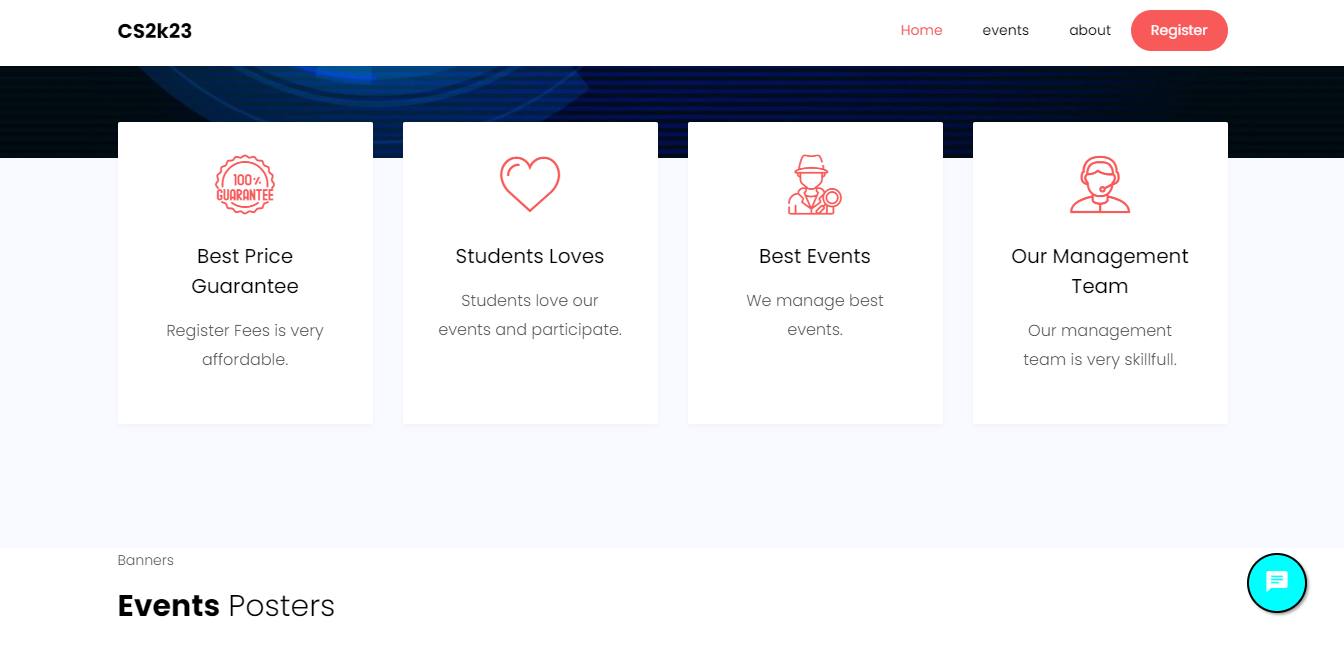 CS2k23
Home
events
about
Register
100%
GUARANTEE
Best Price
Guarantee
Register Fees is very
affordable.
Students Loves
Students love our
events and participate.
Best Events
We manage best
events.
Our Management
Team
Our management
team is very skillfull.
Banners
Events Posters